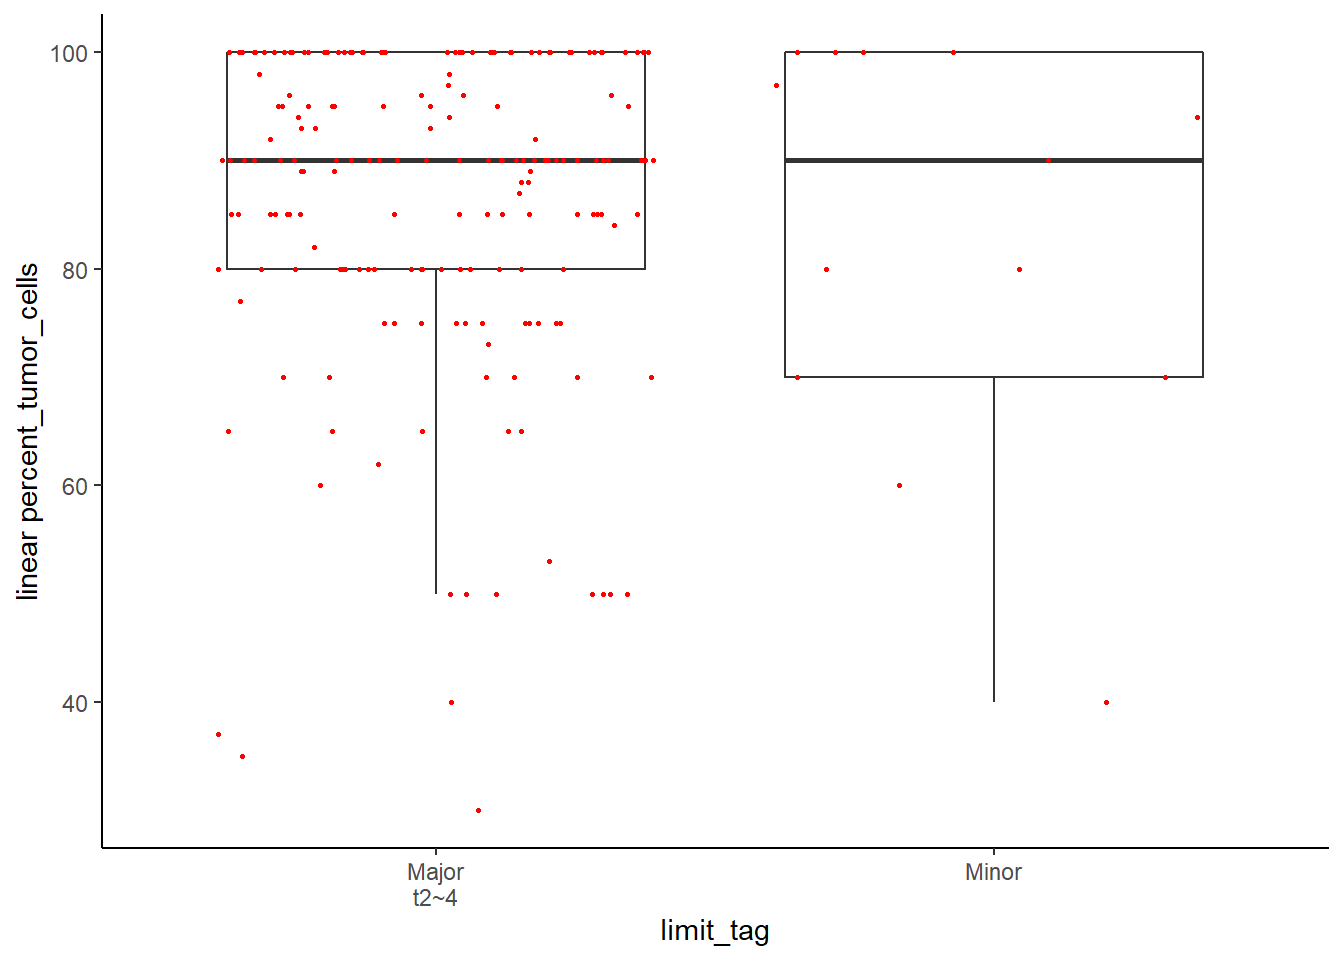 linear percent_tumor_cells
100
80
60
40
Major
t2~4
Minor
limit_tag